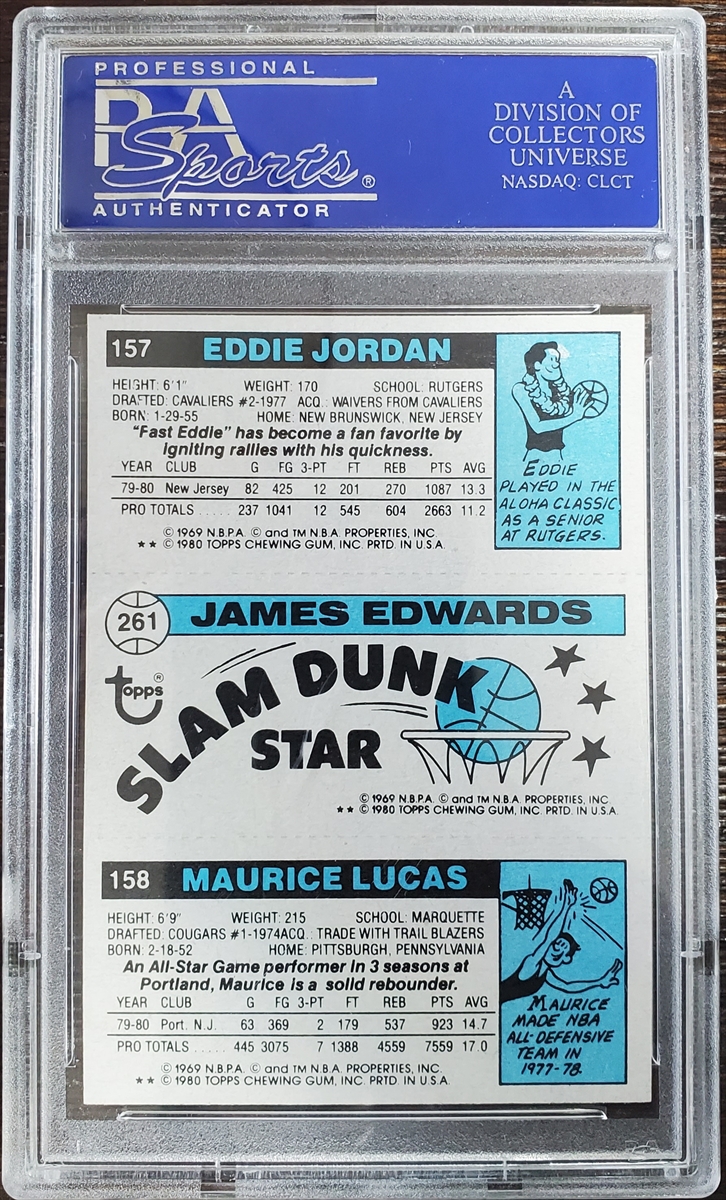 PROFESSIONAL
PSA
Sports®
AUTHENTICATOR
A
DIVISION OF
COLLECTORS
UNIVERSE
NASDAQ: CLCT
157 EDDIE JORDAN
HEIGHT: 6'1" WEIGHT: 170 SCHOOL: RUTGERS
DRAFTED: CAVALIERS #2-1977 ACQ.: WAIVERS FROM CAVALIERS
BORN: 1-29-55 HOME: NEW BRUNSWICK, NEW JERSEY
"Fast Eddie" has become a fan favorite by
igniting rallies with his quickness.
YEAR CLUB G FG 3-PT FT REB PTS AVG
79-80 New Jersey 82 425 12 201 270 1087 13.3
PRO TOTALS ..... 237 1041 12 545 604 2663 11.2
© 1969 N.B.P.A. © and TM N.B.A. PROPERTIES, INC.
★★ © 1980 TOPPS CHEWING GUM, INC. PRTD. IN U.S.A.
EDDIE
PLAYED IN THE
ALOHA CLASSIC
AS A SENIOR
AT RUTGERS.
261 JAMES EDWARDS
Topps®
SLAM DUNK
STAR
© 1969 N.B.P.A. © and TM N.B.A. PROPERTIES, INC.
★★ © 1980 TOPPS CHEWING GUM, INC. PRTD. IN U.S.A.
158 MAURICE LUCAS
HEIGHT: 6'9" WEIGHT: 215 SCHOOL: MARQUETTE
DRAFTED: COUGARS #1-1974 ACQ.: TRADE WITH TRAIL BLAZERS
BORN: 2-18-52 HOME: PITTSBURGH, PENNSYLVANIA
An All-Star Game performer in 3 seasons at
Portland, Maurice is a solid rebounder.
YEAR CLUB G FG 3-PT FT REB PTS AVG
79-80 Port. N.J. 63 369 2 179 537 923 14.7
PRO TOTALS ..... 445 3075 7 1388 4559 7559 17.0
© 1969 N.B.P.A. © and TM N.B.A. PROPERTIES, INC.
★★ © 1980 TOPPS CHEWING GUM, INC. PRTD. IN U.S.A.
MAURICE
MADE NBA
ALL-DEFENSIVE
TEAM IN
1977-78.